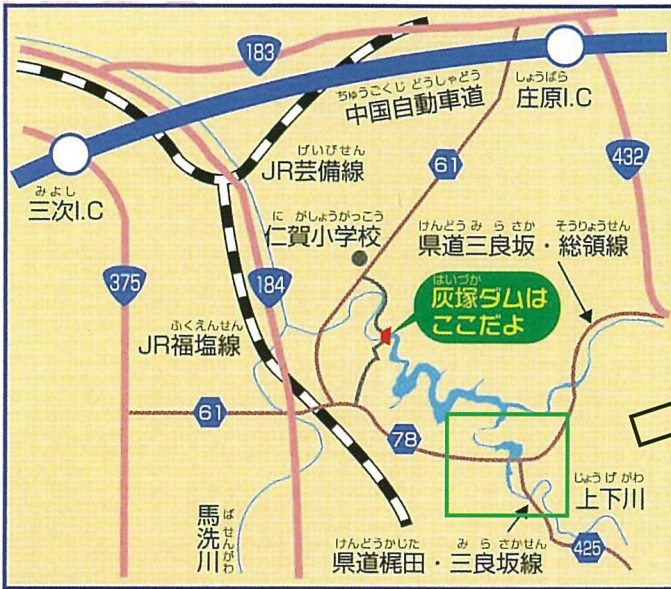 183
ちゅうごくじどうしゃどう
中国自動車道
しょうばら
庄原I.C
61
432
げいびせん
JR芸備線
みよし
三次I.C
にがしょうがっこう
仁賀小学校
けんどうみらさか・そうりょうせん
県道三良坂・総領線
375
184
はいづか
灰塚ダムは
ここだよ
ふくえんせん
JR福塩線
61
78
じょうげがわ
上下川
ばせんがわ
馬洗川
けんどうかじた みらさかせん
県道梶田・三良坂線
425